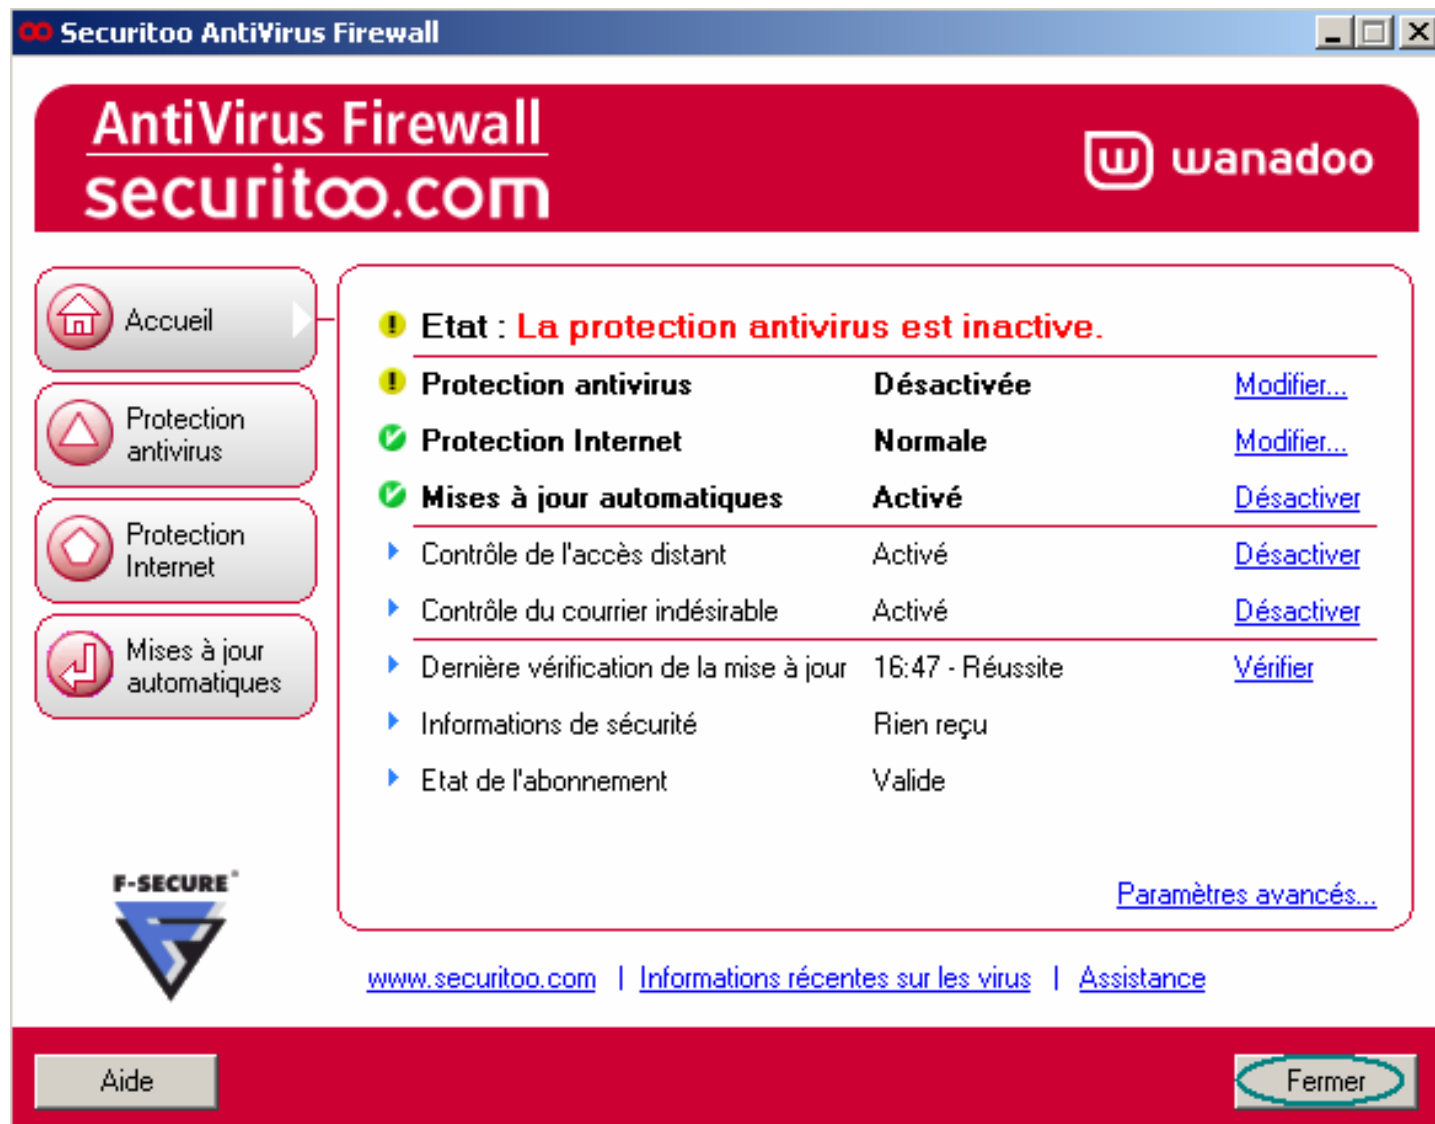 Securitoo AntiVirus Firewall
AntiVirus Firewall
securitoo.com
wanadoo
Accueil
Protection
antivirus
Protection
Internet
Mises à jour
automatiques
Etat : La protection antivirus est inactive.
Protection antivirus Désactivée Modifier...
Protection Internet Normale Modifier...
Mises à jour automatiques Activé Désactiver
Contrôle de l'accès distant Activé Désactiver
Contrôle du courrier indésirable Activé Désactiver
Dernière vérification de la mise à jour 16:47 - Réussite Vérifier
Informations de sécurité Rien reçu
Etat de l'abonnement Valide
Paramètres avancés...
F-SECURE
www.securitoo.com | Informations récentes sur les virus | Assistance
Aide Fermer